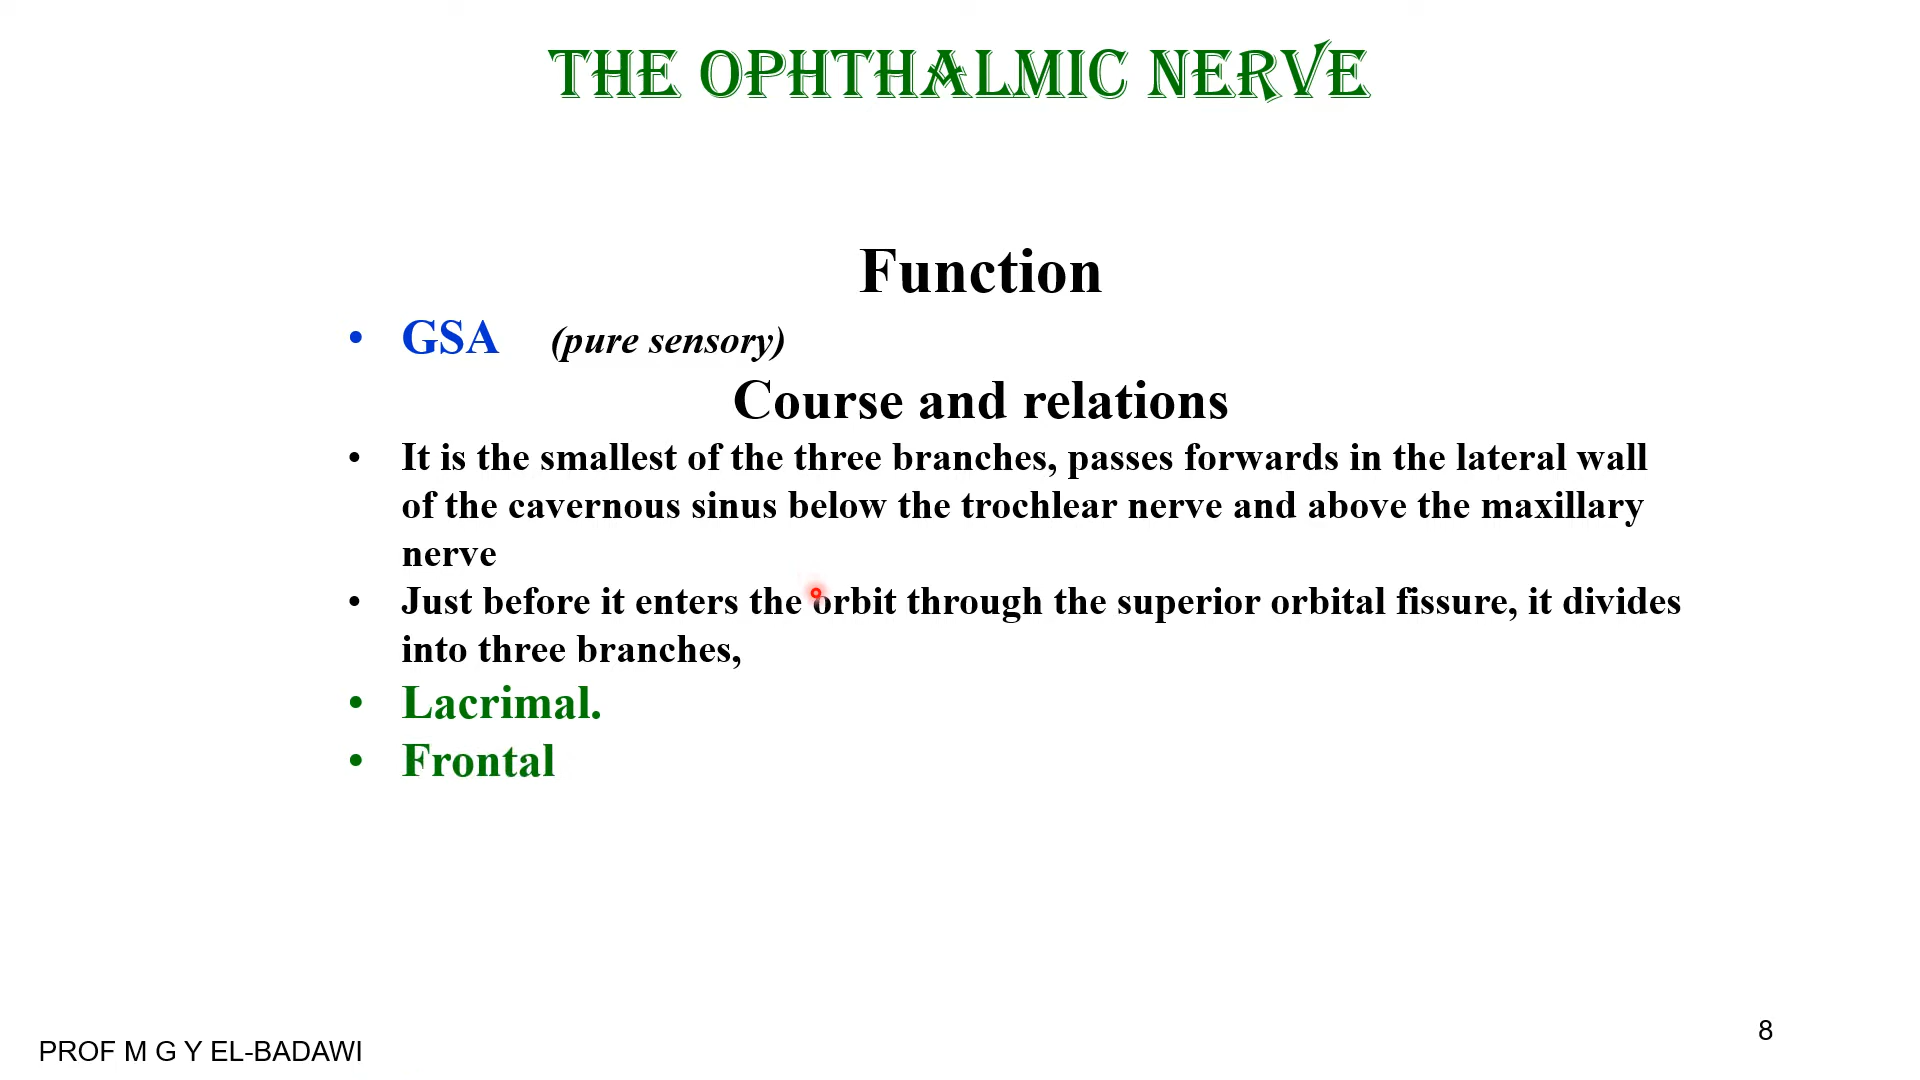 THE OPHTHALMIC NERVE
Function
• GSA (pure sensory)
Course and relations
• It is the smallest of the three branches, passes forwards in the lateral wall
of the cavernous sinus below the trochlear nerve and above the maxillary
nerve
• Just before it enters the orbit through the superior orbital fissure, it divides
into three branches,
• Lacrimal.
• Frontal
PROF M G Y EL-BADAWI
8